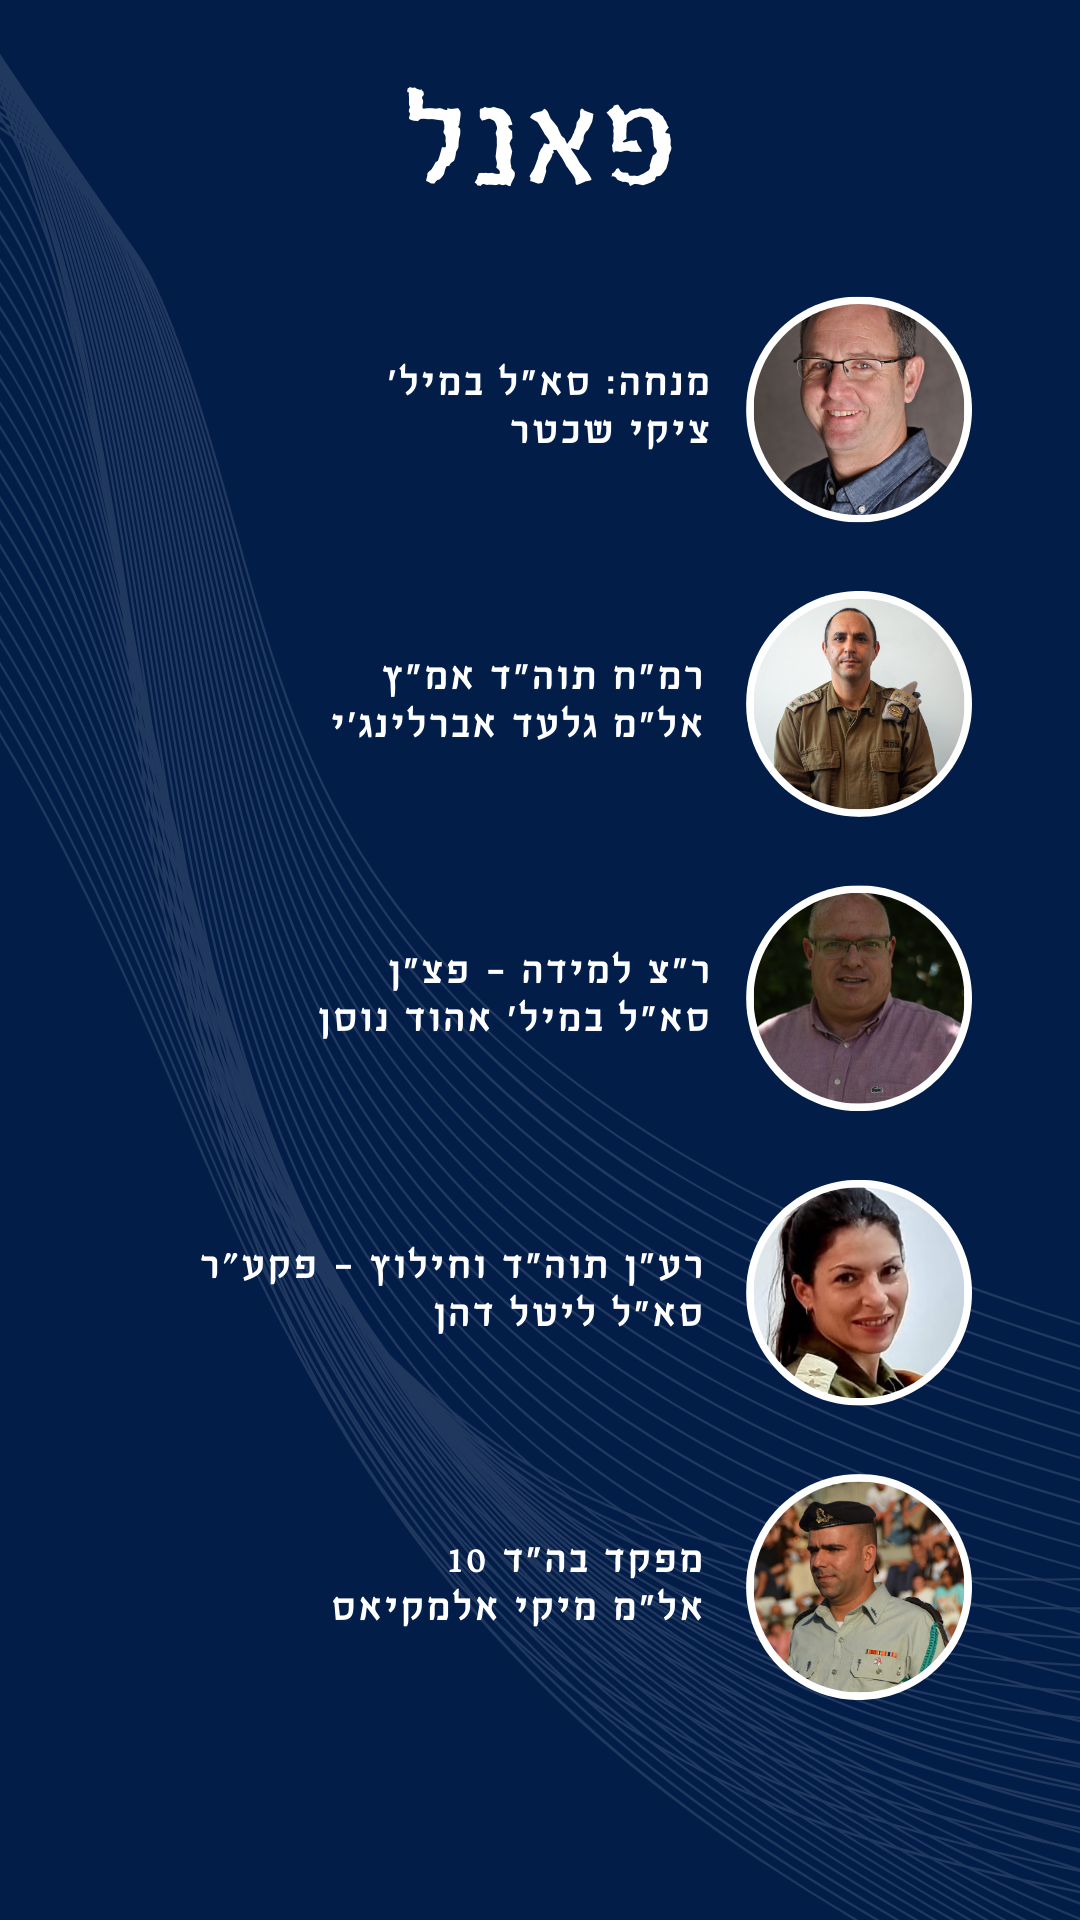 פאנל
מנחה: סא"ל במיל'
ציקי שכטר
רמ"ח תוה"ד אמ"ץ
אל"מ גלעד אברלינג'י
ר"צ למידה - פצ"ן
סא"ל במיל' אהוד נוסן
רע"ן תוה"ד וחילוץ - פקע"ר
סא"ל ליטל דהן
מפקד בה"ד 10
אל"מ מיקי אלמקיאס